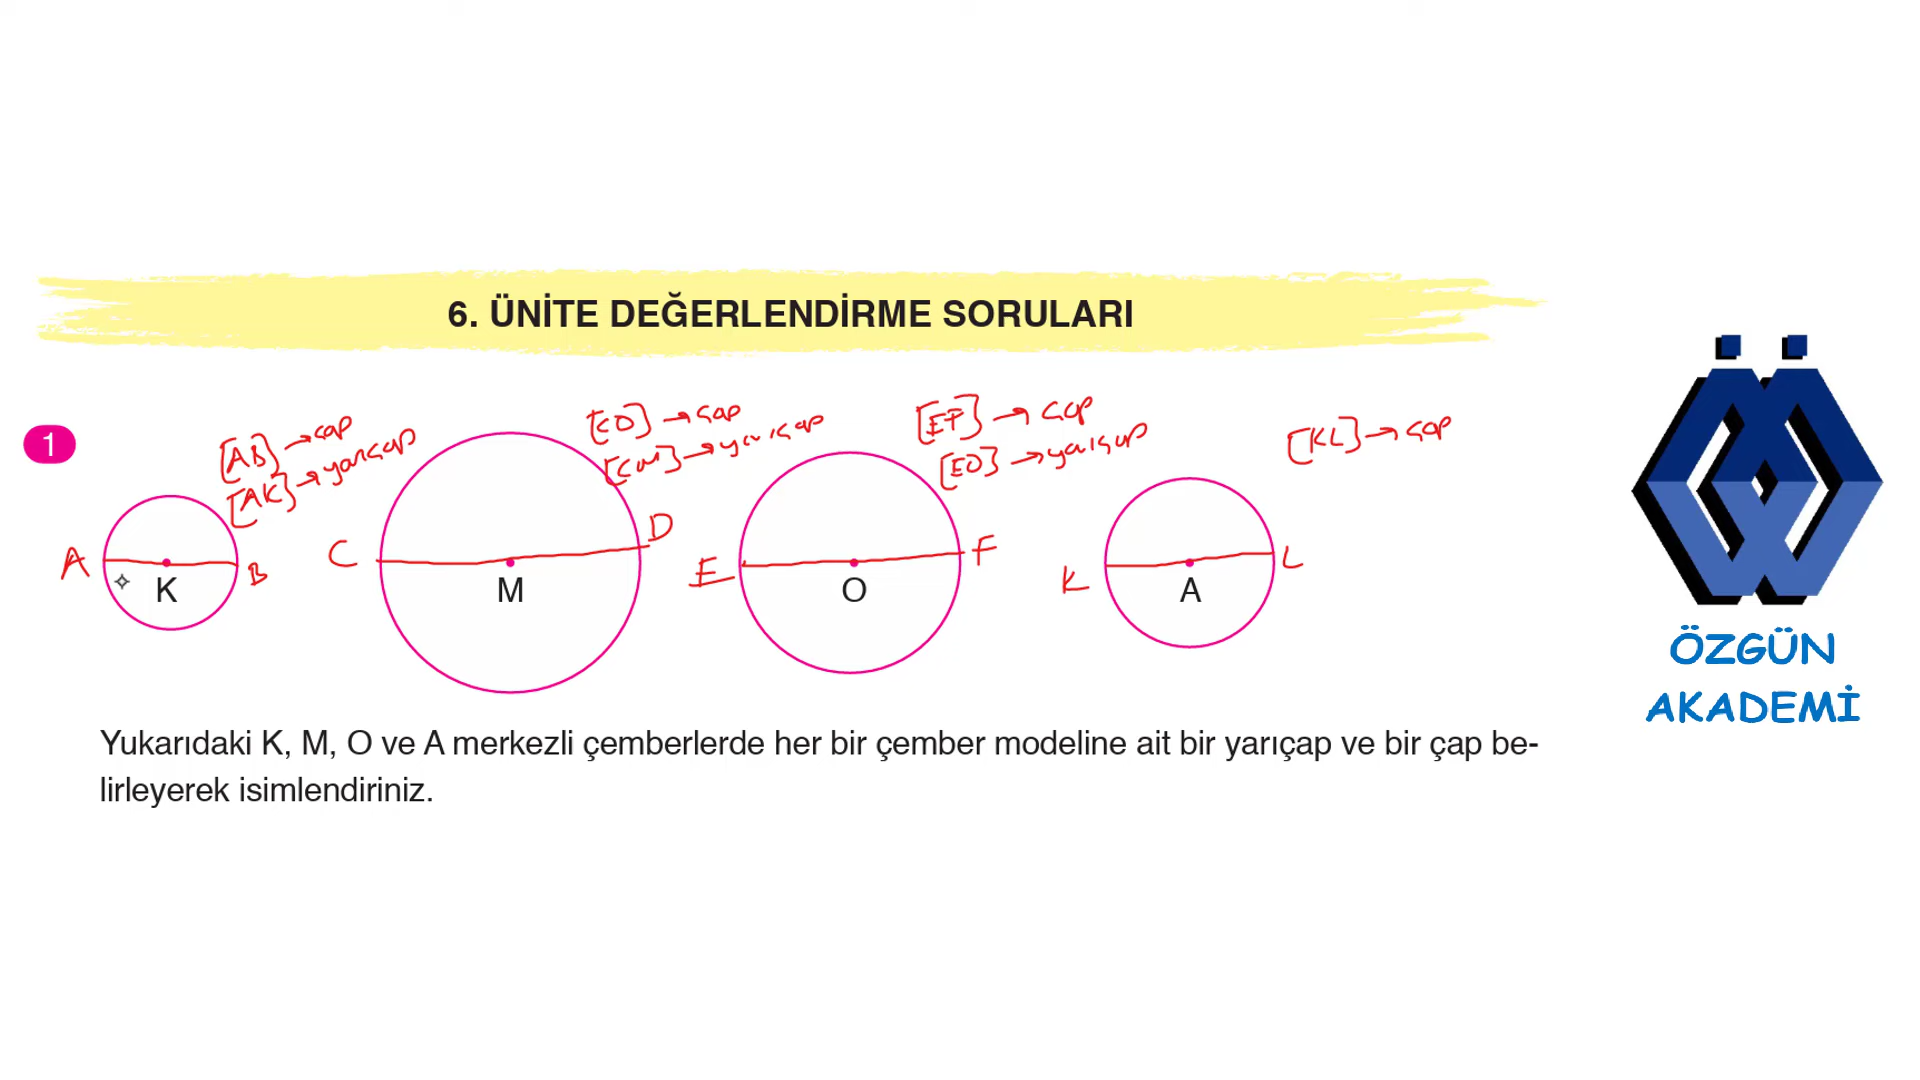 6. ÜNİTE DEĞERLENDİRME SORULARI
1
[AB] → çap
[AK] → yarıçap
[CD] → çap
[CM] → yarıçap
[EF] → çap
[EO] → yarıçap
[KL] → çap
A K B
C M D
E O F
K A L
Yukarıdaki K, M, O ve A merkezli çemberlerde her bir çember modeline ait bir yarıçap ve bir çap be-
lirleyerek isimlendiriniz.
ÖZGÜN
AKADEMİ